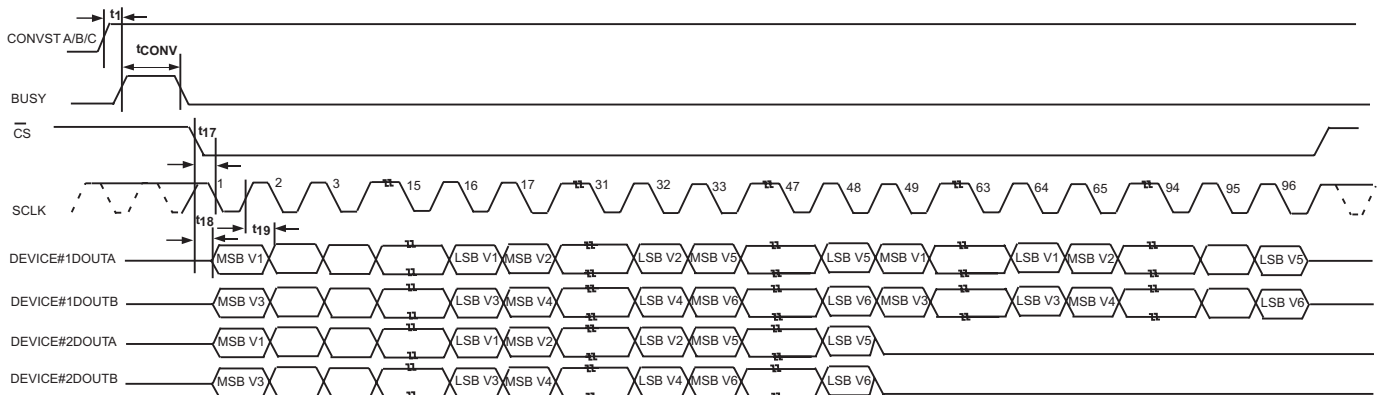 t1
CONVST A/B/C
tCONV
BUSY
CS
t17
SCLK 1 2 3 15 16 17 31 32 33 47 48 49 63 64 65 94 95 96
t18
t19
DEVICE#1DOUTA MSB V1 LSB V1 MSB V2 LSB V2 MSB V5 LSB V5 MSB V1 LSB V1 MSB V2 LSB V5
DEVICE#1DOUTB MSB V3 LSB V3 MSB V4 LSB V4 MSB V6 LSB V6 MSB V3 LSB V3 MSB V4 LSB V6
DEVICE#2DOUTA MSB V1 LSB V1 MSB V2 LSB V2 MSB V5 LSB V5
DEVICE#2DOUTB MSB V3 LSB V3 MSB V4 LSB V4 MSB V6 LSB V6